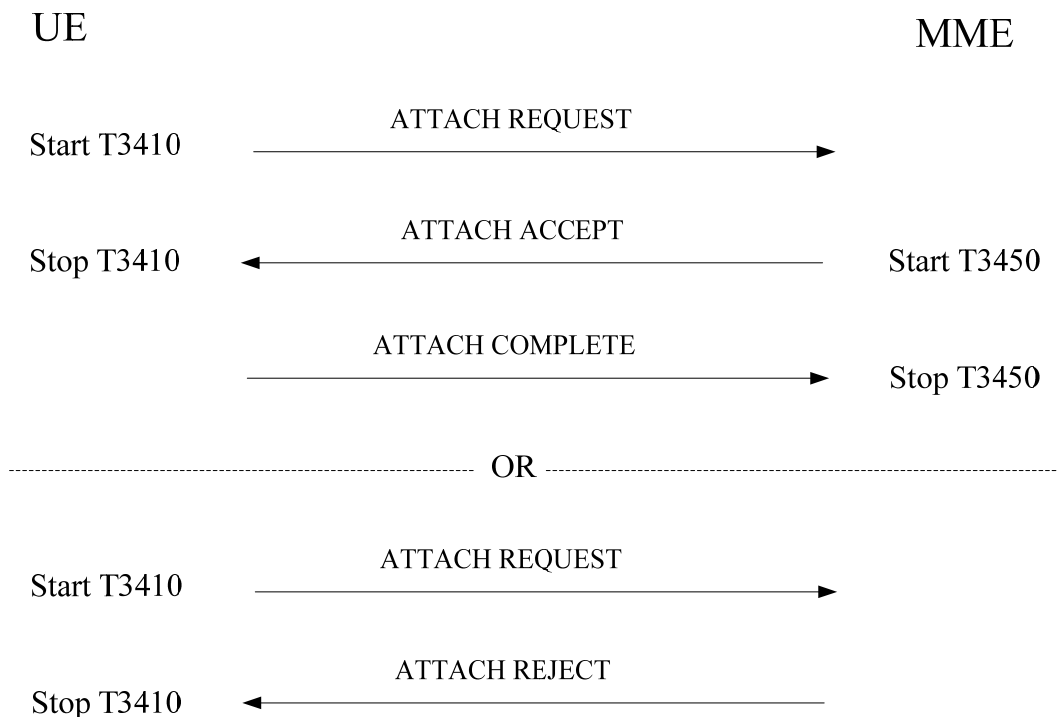 UE
MME
ATTACH REQUEST
Start T3410
ATTACH ACCEPT
Stop T3410
Start T3450
ATTACH COMPLETE
Stop T3450
OR
ATTACH REQUEST
Start T3410
ATTACH REJECT
Stop T3410